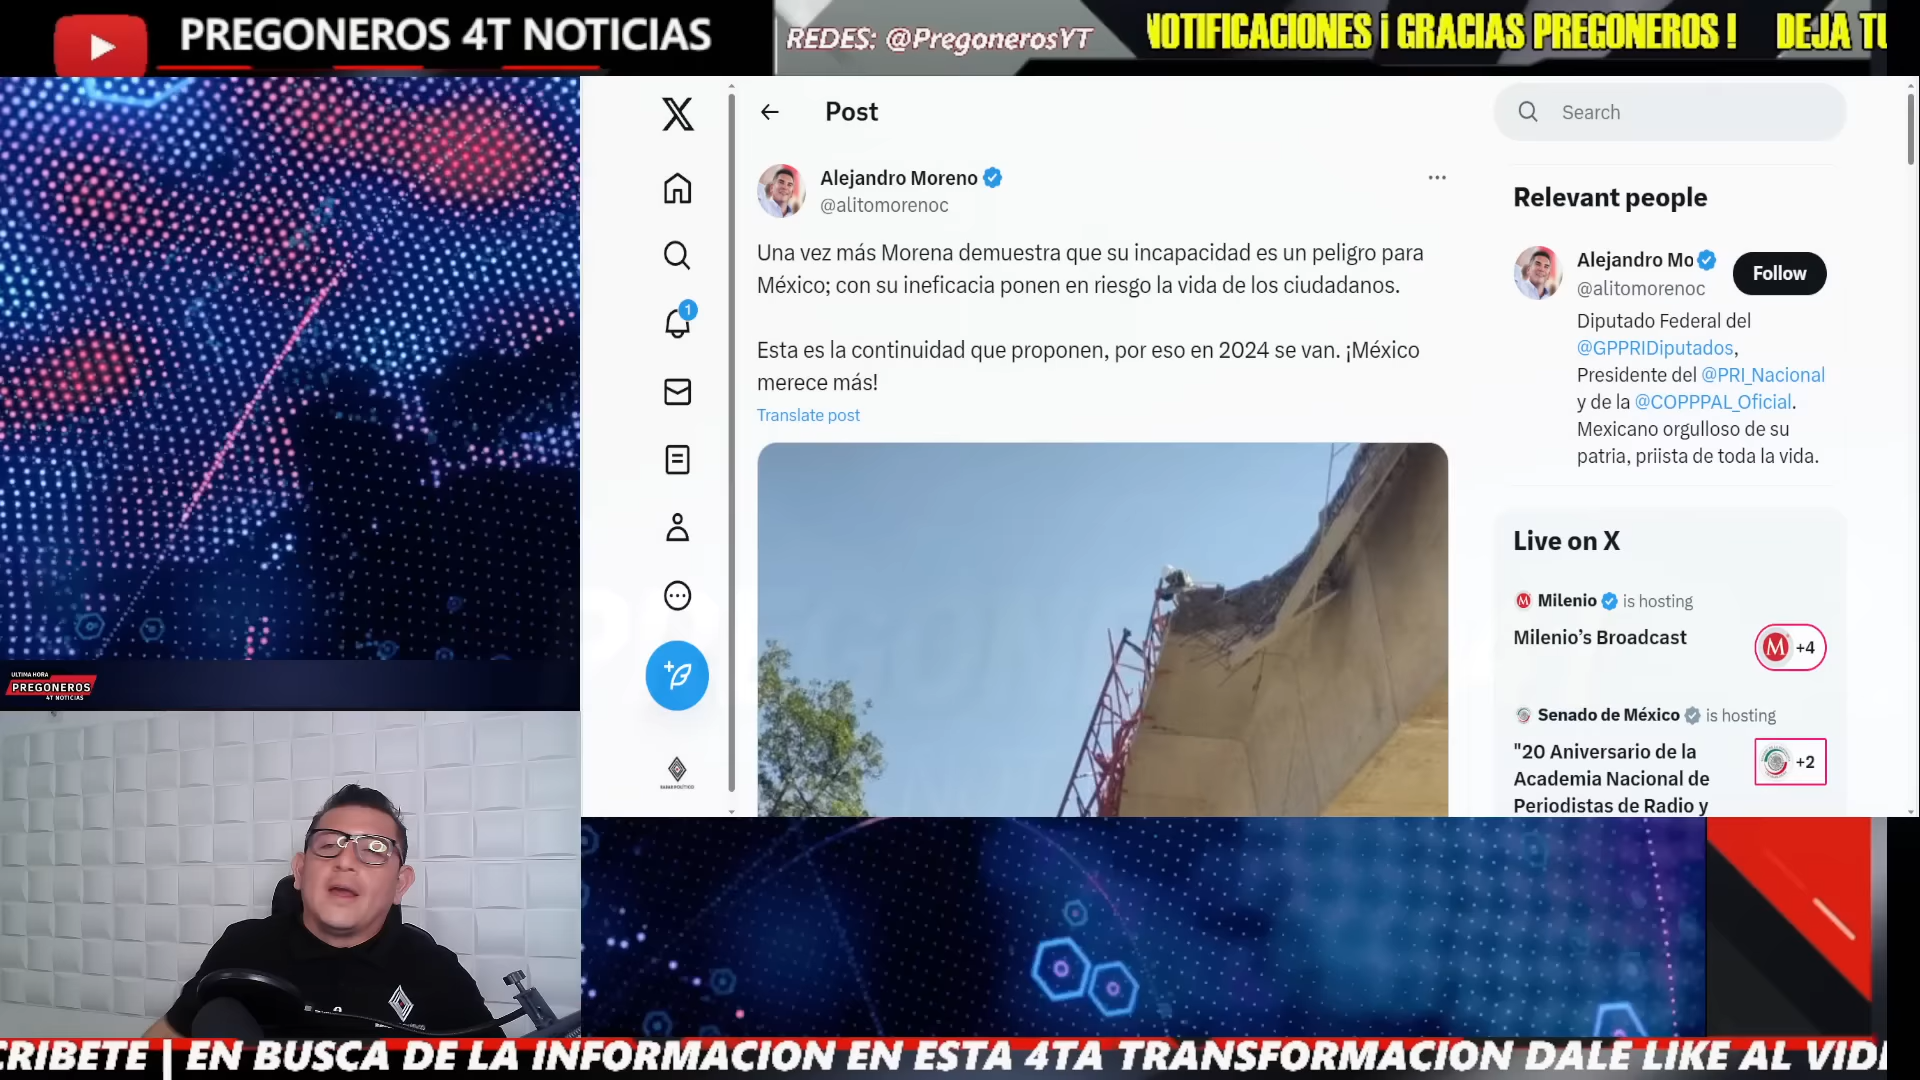 PREGONEROS 4T NOTICIAS
REDES: @PregonerosYT
NOTIFICACIONES ¡ GRACIAS PREGONEROS ! DEJA TU
Post
Search
Alejandro Moreno
@alitomorenoc
Una vez más Morena demuestra que su incapacidad es un peligro para
México; con su ineficacia ponen en riesgo la vida de los ciudadanos.
Esta es la continuidad que proponen, por eso en 2024 se van. ¡México
merece más!
Translate post
1
Relevant people
Alejandro Mo
@alitomorenoc
Follow
Diputado Federal del
@GPPRIDiputados,
Presidente del @PRI_Nacional
y de la @COPPPAL_Oficial.
Mexicano orgulloso de su
patria, priista de toda la vida.
Live on X
Milenio is hosting
Milenio’s Broadcast
M +4
Senado de México is hosting
"20 Aniversario de la
Academia Nacional de
Periodistas de Radio y
+2
ULTIMA HORA
PREGONEROS
4T NOTICIAS
CRIBETE | EN BUSCA DE LA INFORMACION EN ESTA 4TA TRANSFORMACION DALE LIKE AL VID